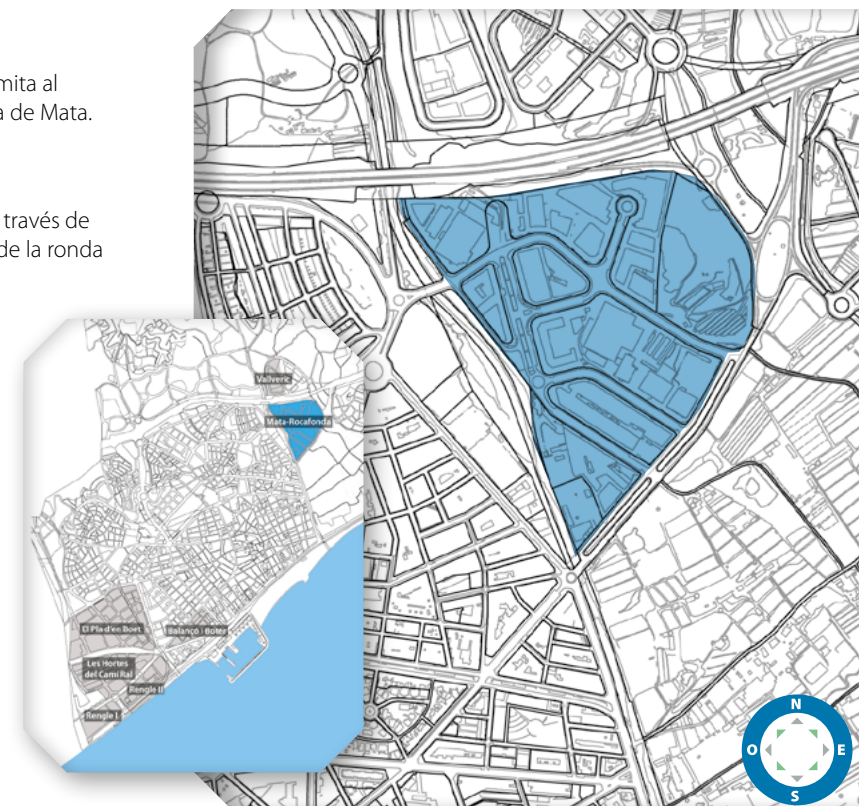 mita al
a de Mata.
través de
de la ronda
Vallveric
Mata-Rocafonda
El Pla d'en Boet
Balançó i Boter
Les Hortes
del Camí Ral
Rengle II
Rengle I
N
O
E
S